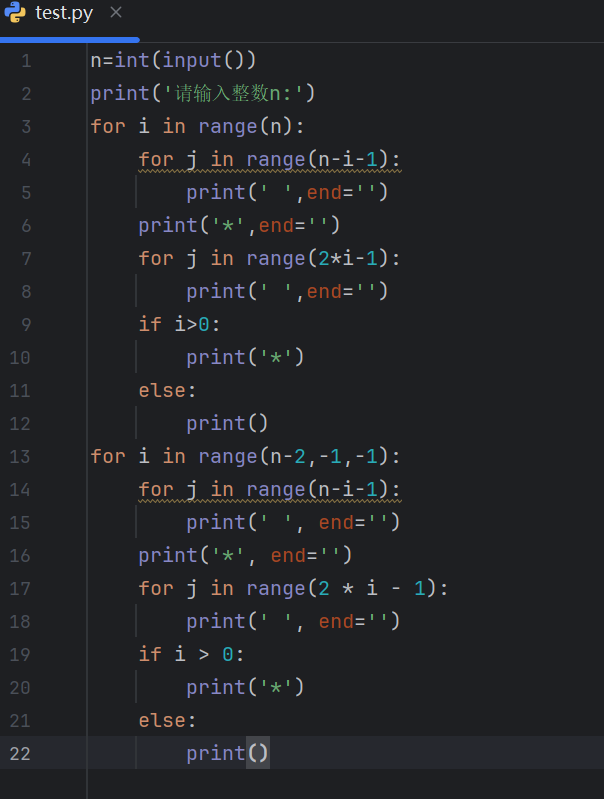 test.py ×
1 n=int(input())
2 print('请输入整数n:')
3 for i in range(n):
4     for j in range(n-i-1):
5         print(' ',end='')
6     print('*',end='')
7     for j in range(2*i-1):
8         print(' ',end='')
9     if i>0:
10         print('*')
11     else:
12         print()
13 for i in range(n-2,-1,-1):
14     for j in range(n-i-1):
15         print(' ', end='')
16     print('*', end='')
17     for j in range(2 * i - 1):
18         print(' ', end='')
19     if i > 0:
20         print('*')
21     else:
22         print()